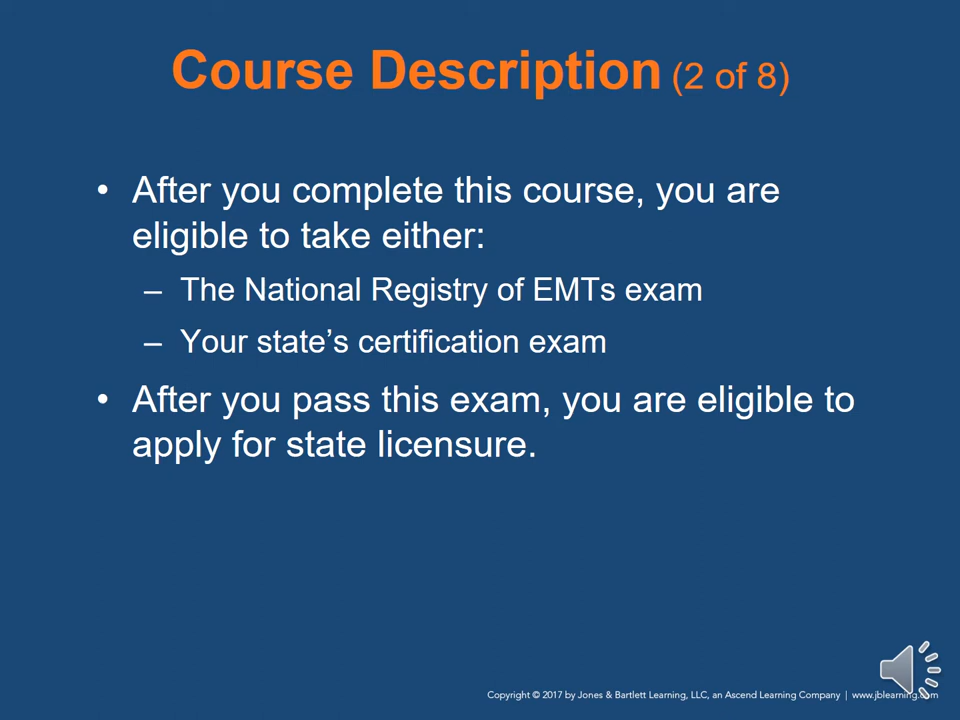 Course Description (2 of 8)
• After you complete this course, you are
eligible to take either:
– The National Registry of EMTs exam
– Your state’s certification exam
• After you pass this exam, you are eligible to
apply for state licensure.
Copyright © 2017 by Jones & Bartlett Learning, LLC, an Ascend Learning Company | www.jblearning.com